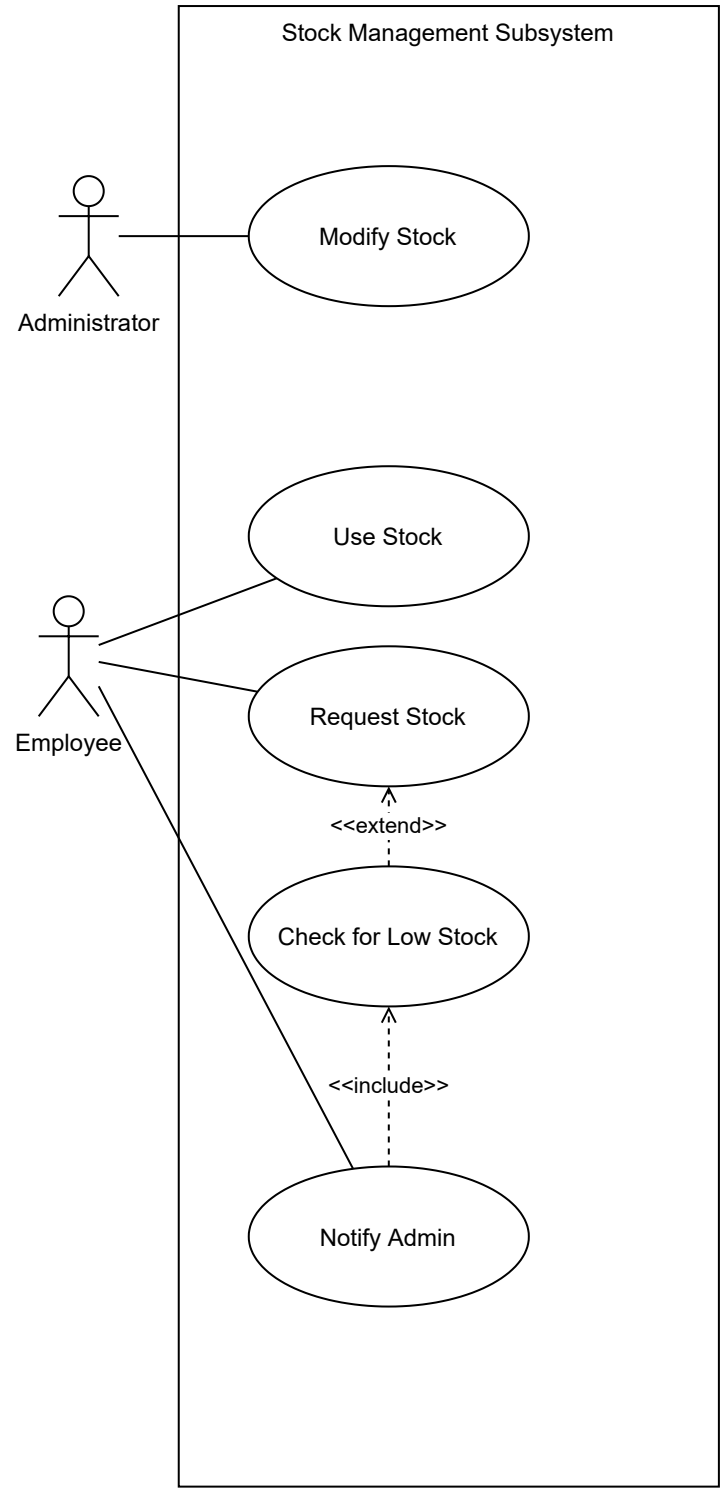 Stock Management Subsystem
Modify Stock
Administrator
Use Stock
Request Stock
Employee
<<extend>>
Check for Low Stock
<<include>>
Notify Admin